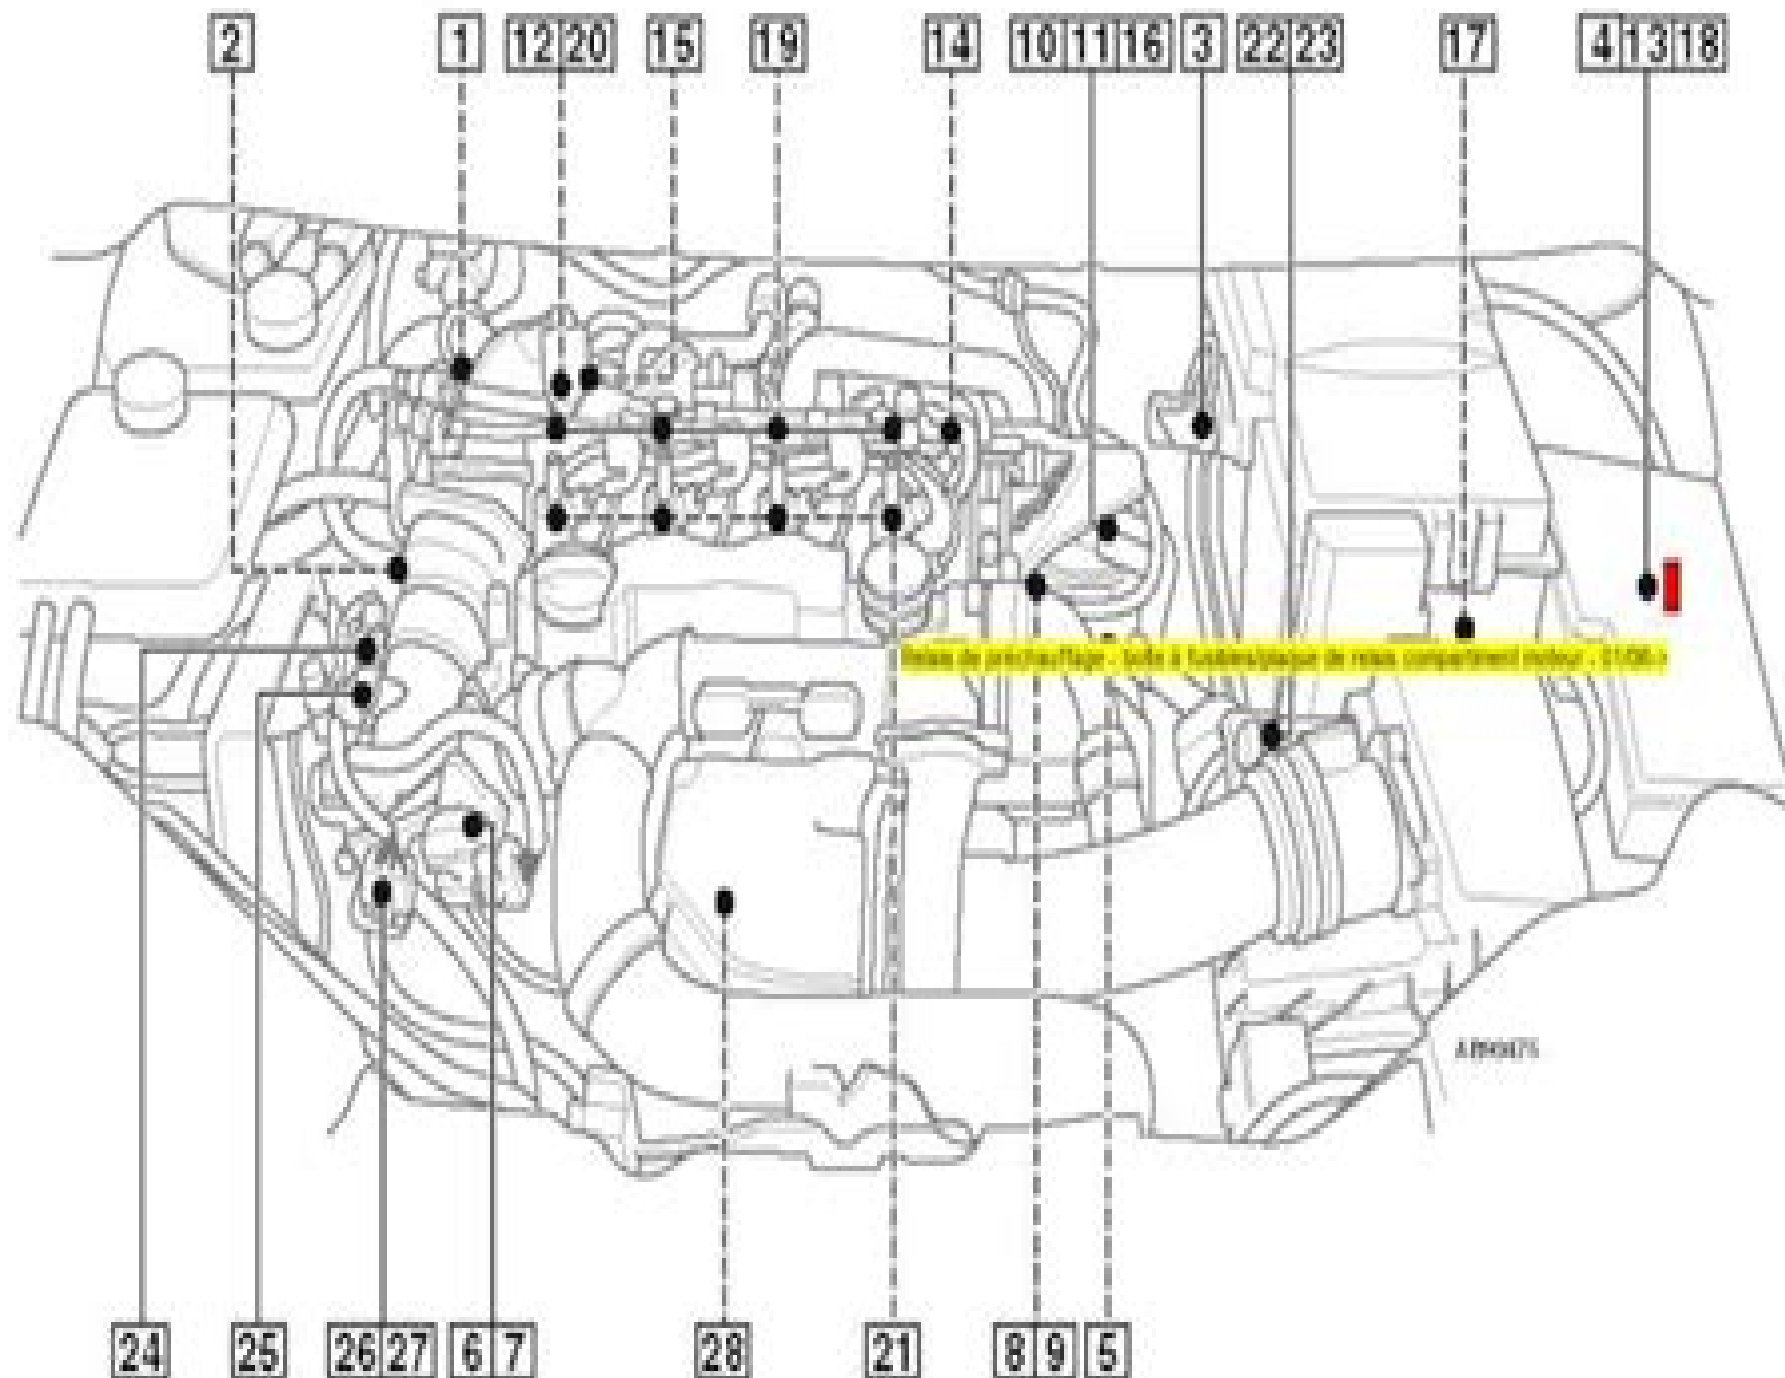 2 1 12 20 15 19 14 10 11 16 3 22 23 17 4 13 18
Relais de préchauffage - boîte à fusibles/plaque de relais, compartiment moteur - 01/06->
24 25 26 27 6 7 28 21 8 9 5